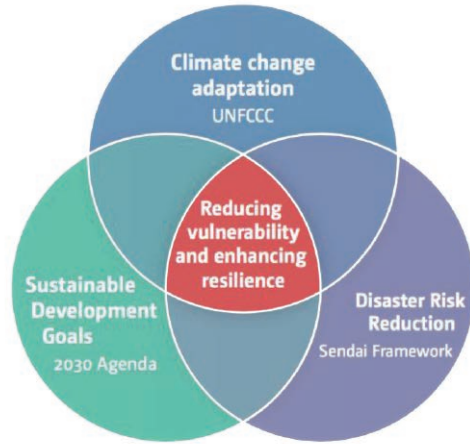 Climate change
adaptation
UNFCCC
Reducing
vulnerability
and enhancing
resilience
Sustainable
Development
Goals
2030 Agenda
Disaster Risk
Reduction
Sendai Framework